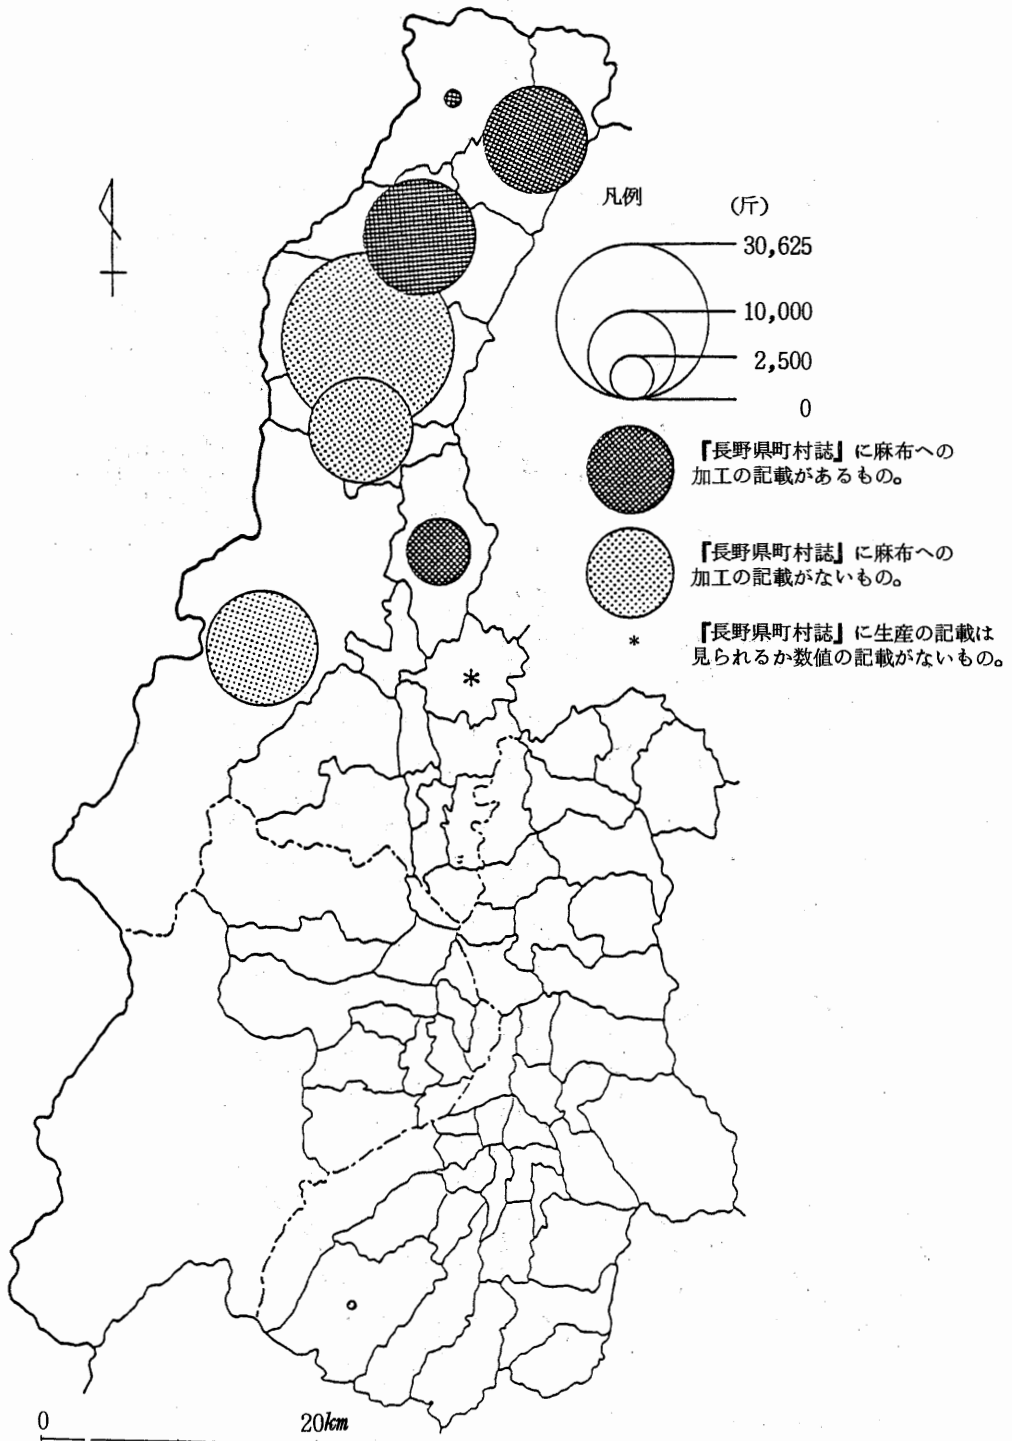 凡例
(斤)
30,625
10,000
2,500
0
『長野県町村誌』に麻布への
加工の記載があるもの。
『長野県町村誌』に麻布への
加工の記載がないもの。
* 『長野県町村誌』に生産の記載は
見られるか数値の記載がないもの。
*
0 20km